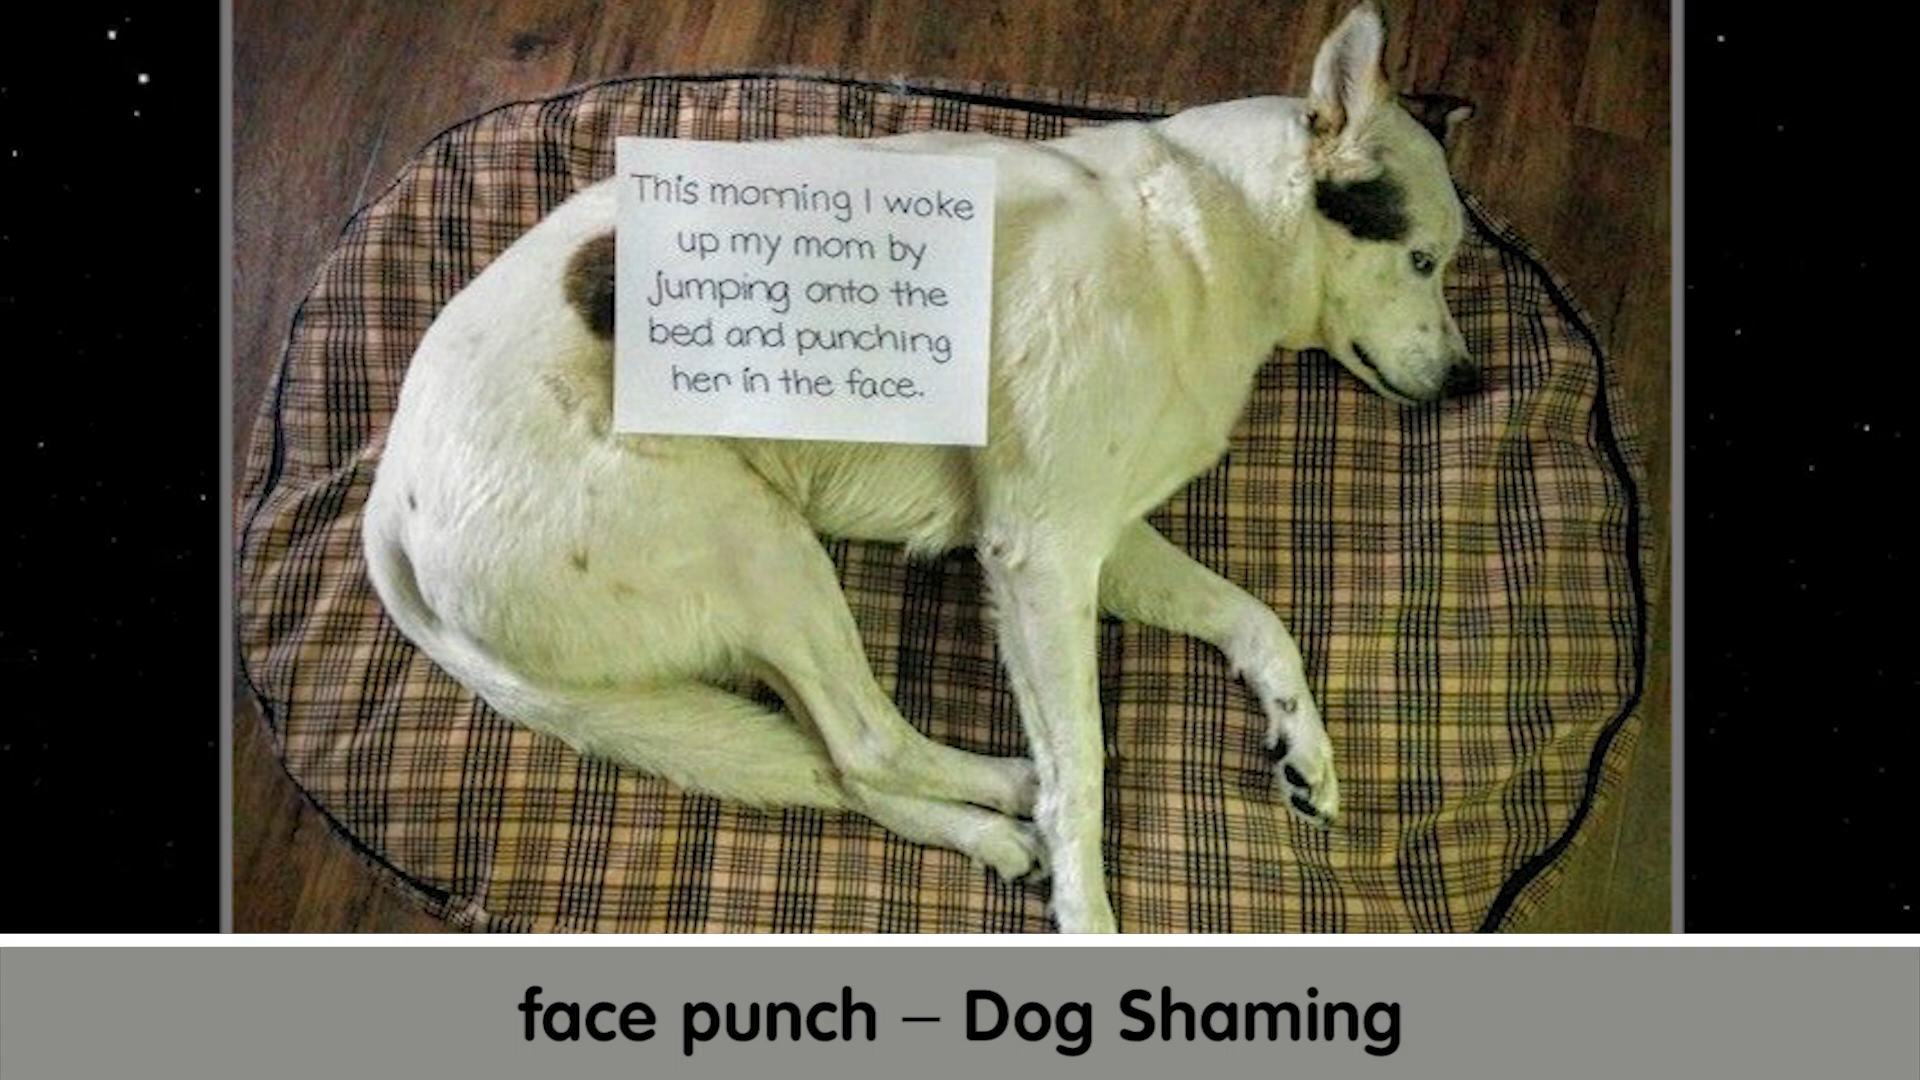 This morning I woke
up my mom by
jumping onto the
bed and punching
her in the face.
face punch – Dog Shaming